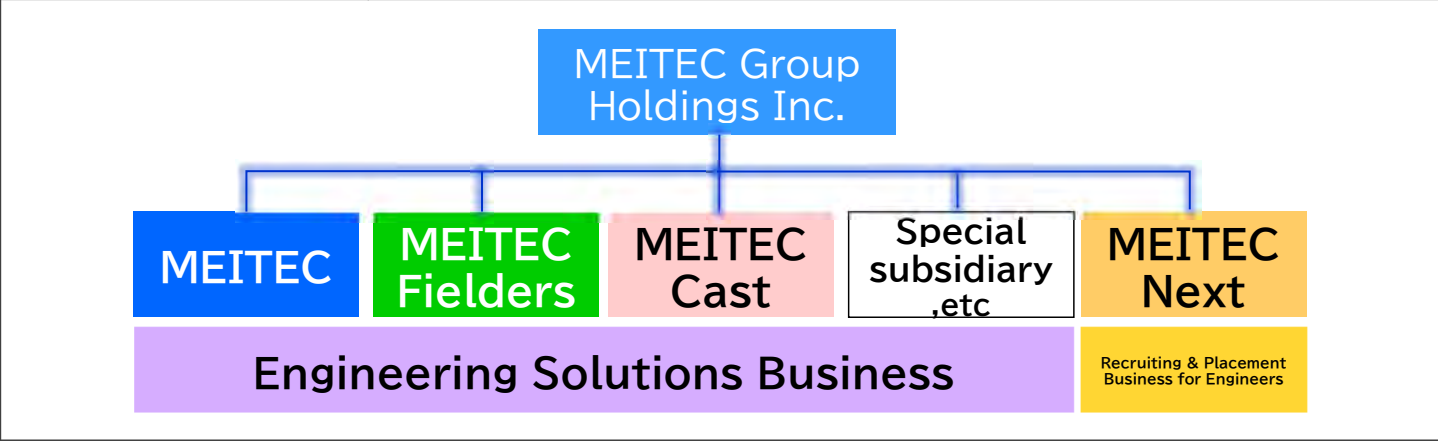 MEITEC Group
Holdings Inc.
MEITEC
MEITEC
Fielders
MEITEC
Cast
Special
subsidiary
,etc
MEITEC
Next
Engineering Solutions Business
Recruiting & Placement
Business for Engineers